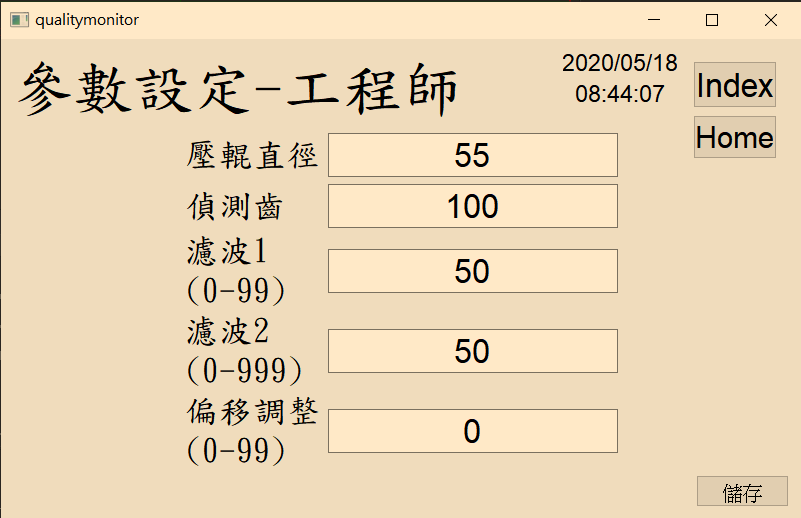 qualitymonitor
參數設定-工程師
2020/05/18
08:44:07
Index
Home
壓輥直徑
55
偵測齒
100
濾波1
(0-99)
50
濾波2
(0-999)
50
偏移調整
(0-99)
0
儲存